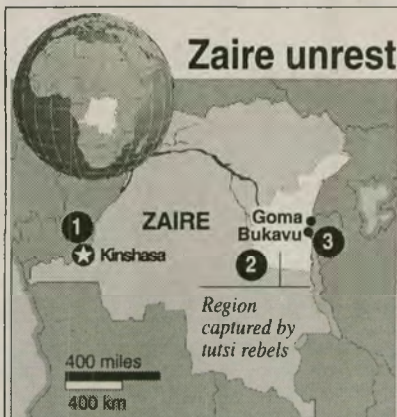 Zaire unrest
1
ZAIRE
Kinshasa
Goma
Bukavu
3
2
Region
captured by
tutsi rebels
400 miles
400 km